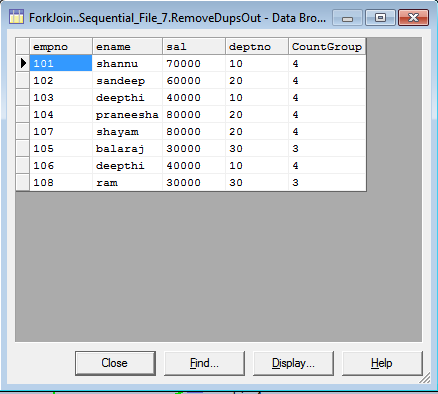 ForkJoin..Sequential_File_7.RemoveDupsOut - Data Bro...
empno ename sal deptno CountGroup
101 shannu 70000 10 4
102 sandeep 60000 20 4
103 deepthi 40000 10 4
104 praneesha 80000 20 4
107 shayam 80000 20 4
105 balaraj 30000 30 3
106 deepthi 40000 10 4
108 ram 30000 30 3
Close Find... Display... Help